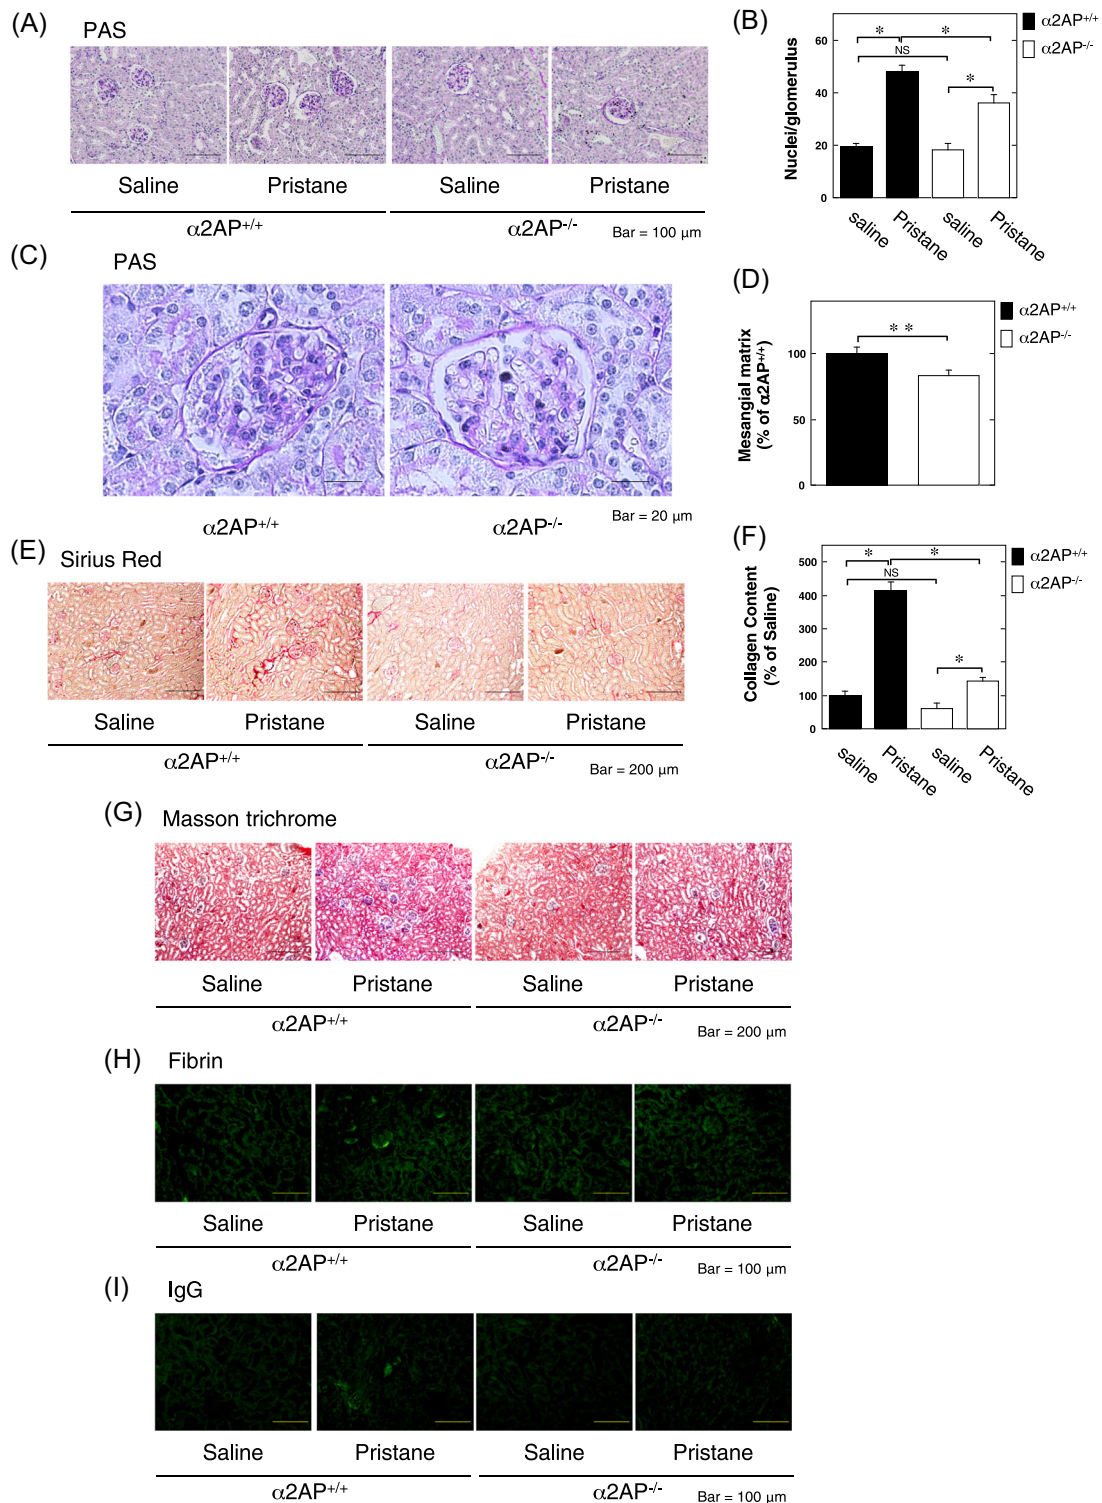 (A) PAS
Saline Pristane Saline Pristane
α2AP+/+ α2AP-/- Bar = 100 µm
(B)
α2AP+/+
α2AP-/-
Nuclei/glomerulus
60
40
20
0
* *
NS
*
saline Pristane saline Pristane
(C) PAS
α2AP+/+ α2AP-/- Bar = 20 µm
(D)
α2AP+/+
α2AP-/-
Mesangial matrix
(% of α2AP+/+)
100
50
0
* *
(E) Sirius Red
Saline Pristane Saline Pristane
α2AP+/+ α2AP-/- Bar = 200 µm
(F)
α2AP+/+
α2AP-/-
Collagen Content
(% of Saline)
500
400
300
200
100
0
* *
NS
*
saline Pristane saline Pristane
(G) Masson trichrome
Saline Pristane Saline Pristane
α2AP+/+ α2AP-/- Bar = 200 µm
(H) Fibrin
Saline Pristane Saline Pristane
α2AP+/+ α2AP-/- Bar = 100 µm
(I) IgG
Saline Pristane Saline Pristane
α2AP+/+ α2AP-/- Bar = 100 µm